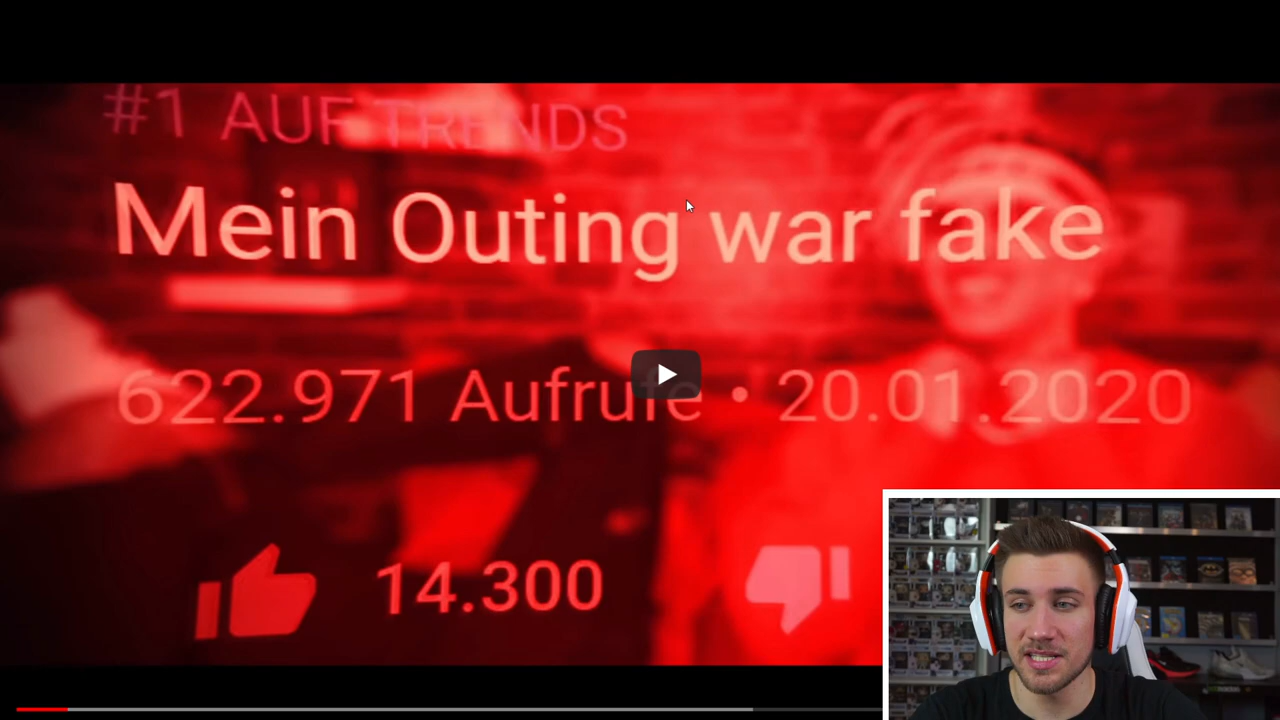 #1 AUF TRENDS
Mein Outing war fake
622.971 Aufrufe • 20.01.2020
14.300